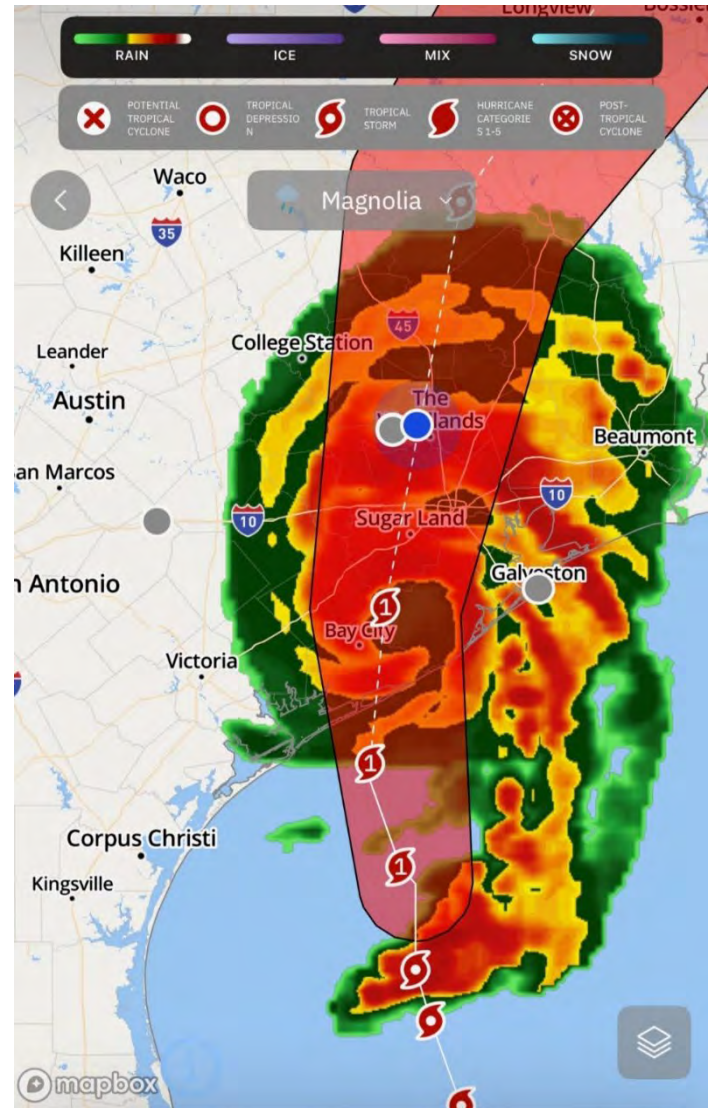 Longview
Bossier
RAIN
ICE
MIX
SNOW
POTENTIAL
TROPICAL
CYCLONE
TROPICAL
DEPRESSIO
N
TROPICAL
STORM
HURRICANE
CATEGORIE
S 1-5
POST-
TROPICAL
CYCLONE
Waco
Magnolia
35
Killeen
45
College Station
Leander
The
Austin
Beaumont
an Marcos
10
10
Sugar Land
Galveston
n Antonio
1
Bay City
Victoria
1
Corpus Christi
1
Kingsville
mapbox